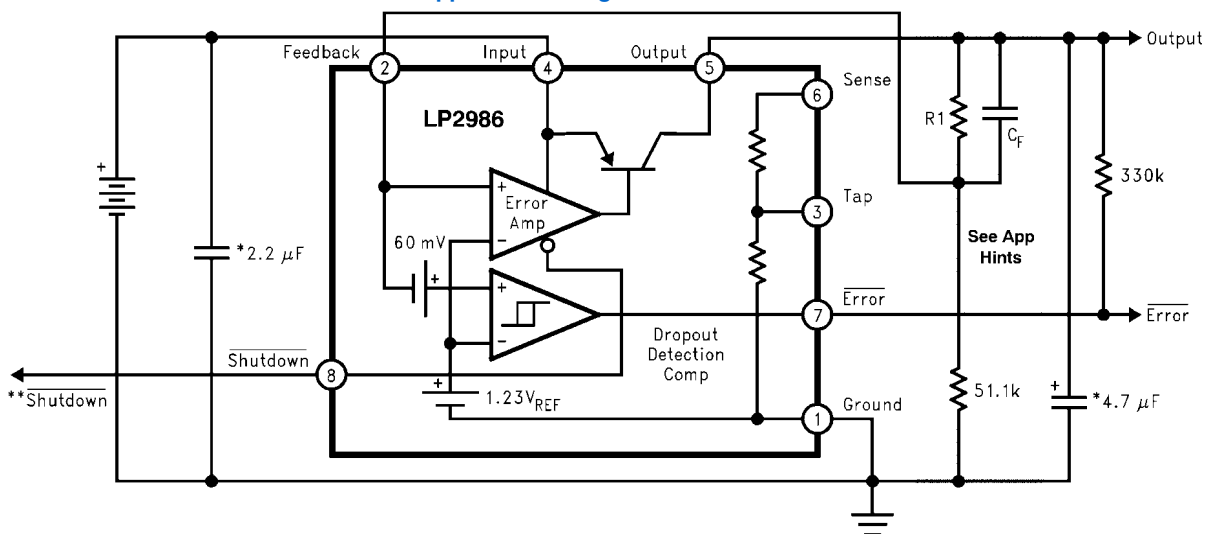 Feedback
Input
Output
2
4
5
Output
Sense
6
LP2986
R1
CF
330k
+
Error
Amp
+
Tap
3
See App
Hints
60 mV
*2.2 μF
−
+
+
Error
7
Error
Dropout
Detection
Comp
−
Shutdown
8
**Shutdown
+
1.23VREF
Ground
1
51.1k
+
*4.7 μF